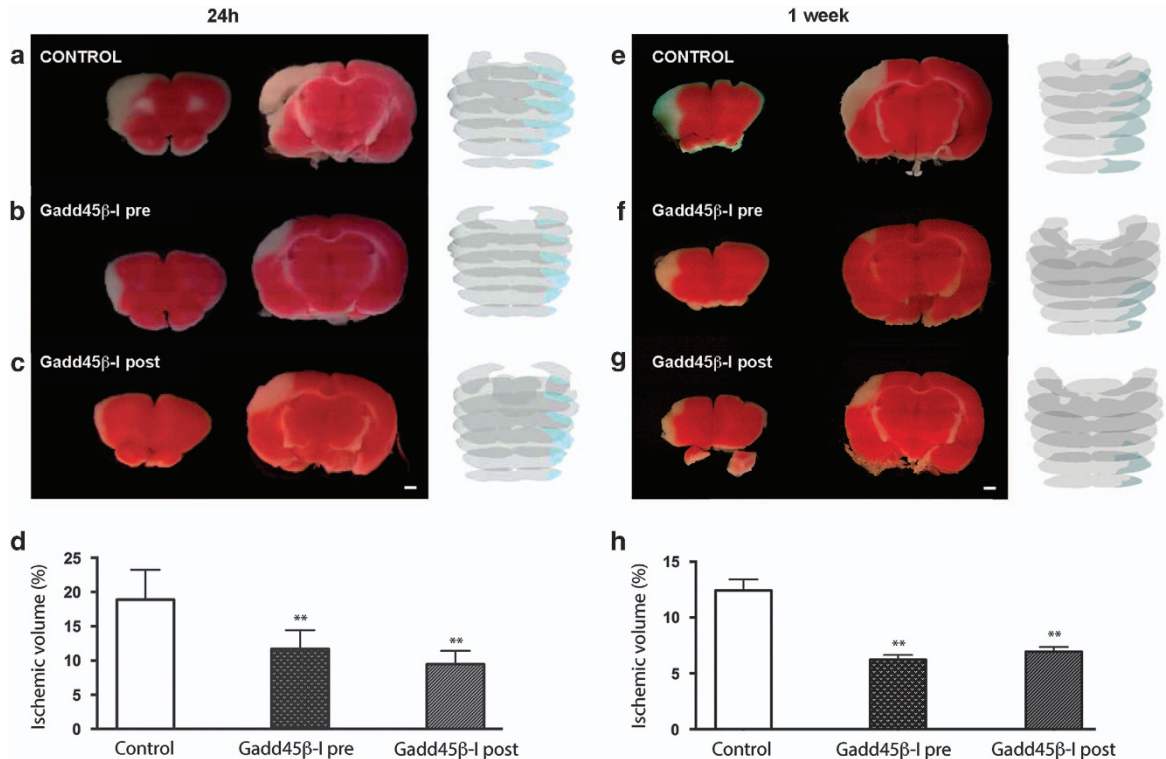 24h
1 week
a
CONTROL
b
Gadd45β-I pre
c
Gadd45β-I post
e
CONTROL
f
Gadd45β-I pre
g
Gadd45β-I post
d
Ischemic volume (%)
25
20
15
10
5
0
**
**
Control
Gadd45β-I pre
Gadd45β-I post
h
Ischemic volume (%)
15
10
5
0
**
**
Control
Gadd45β-I pre
Gadd45β-I post